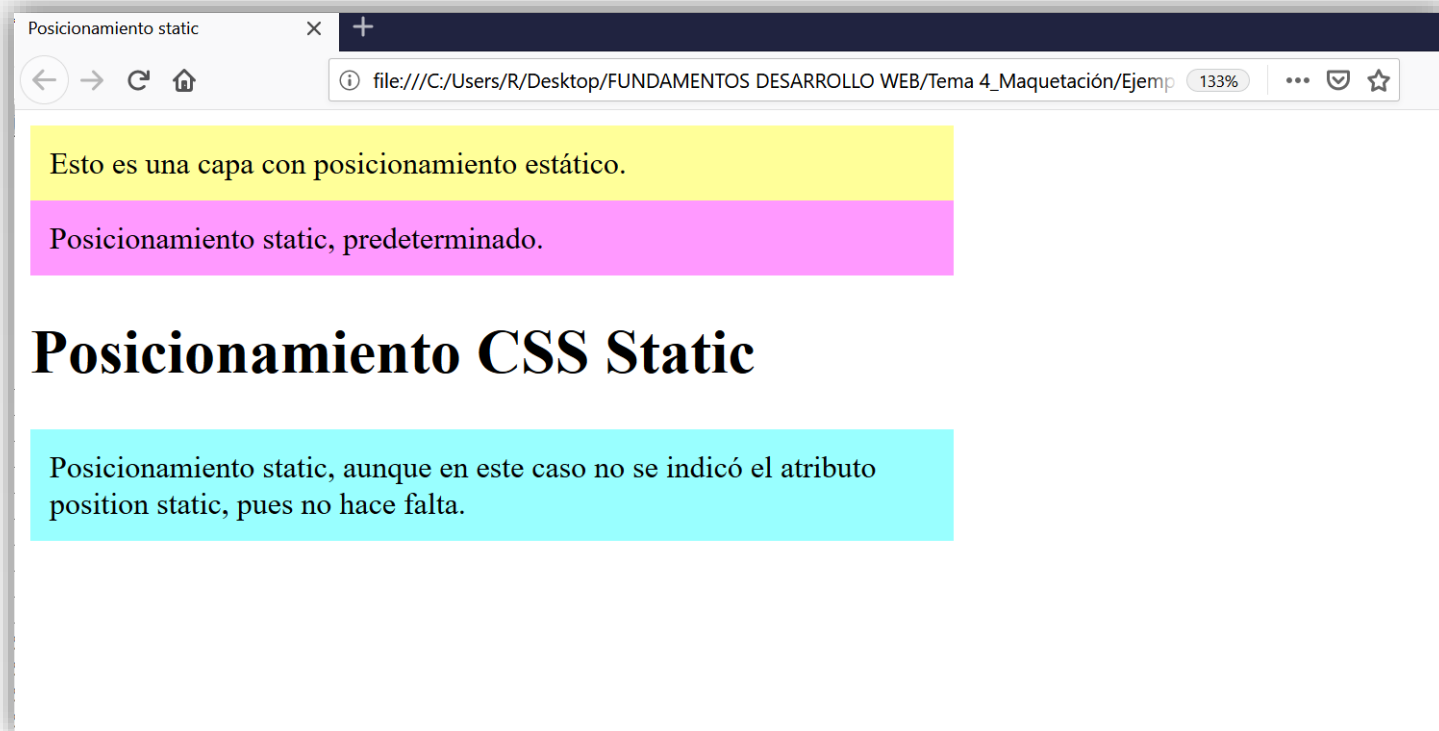 Posicionamiento static
file:///C:/Users/R/Desktop/FUNDAMENTOS DESARROLLO WEB/Tema 4_Maquetación/Ejemp
133%
Esto es una capa con posicionamiento estático.
Posicionamiento static, predeterminado.
Posicionamiento CSS Static
Posicionamiento static, aunque en este caso no se indicó el atributo
position static, pues no hace falta.